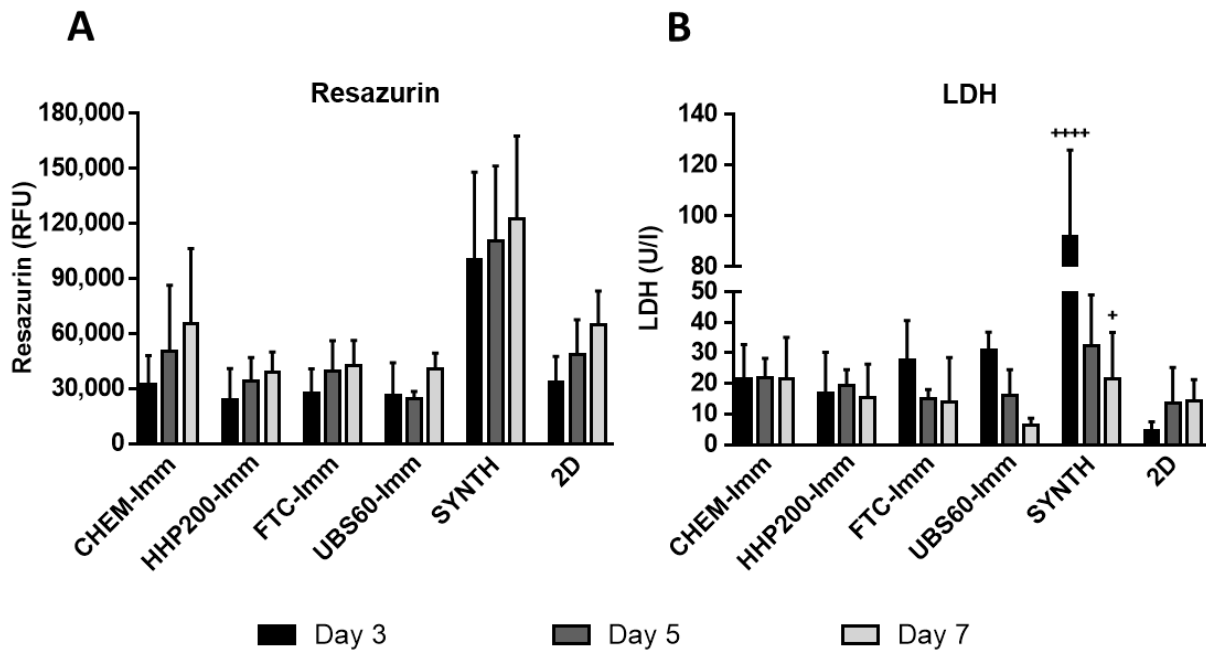 A
Resazurin
Resazurin (RFU)
180,000
150,000
120,000
90,000
60,000
30,000
0
CHEM-Imm
HHP200-Imm
FTC-Imm
UBS60-Imm
SYNTH
2D
B
LDH
LDH (U/l)
140
120
100
80
50
40
30
20
10
0
++++
+
CHEM-Imm
HHP200-Imm
FTC-Imm
UBS60-Imm
SYNTH
2D
Day 3
Day 5
Day 7